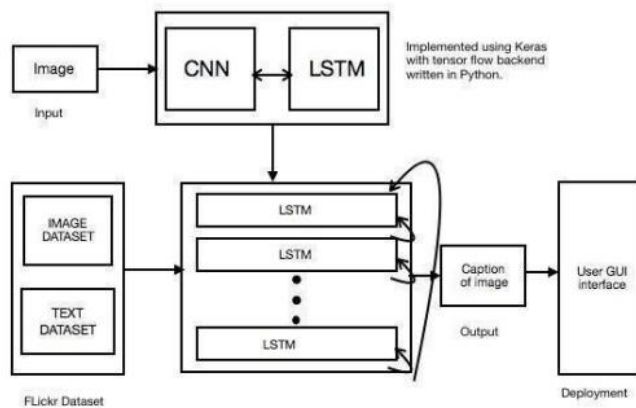 Image
Input
CNN
LSTM
Implemented using Keras
with tensor flow backend
written in Python.
IMAGE
DATASET
TEXT
DATASET
FLickr Dataset
LSTM
LSTM
LSTM
Caption
of image
Output
User GUI
interface
Deployment